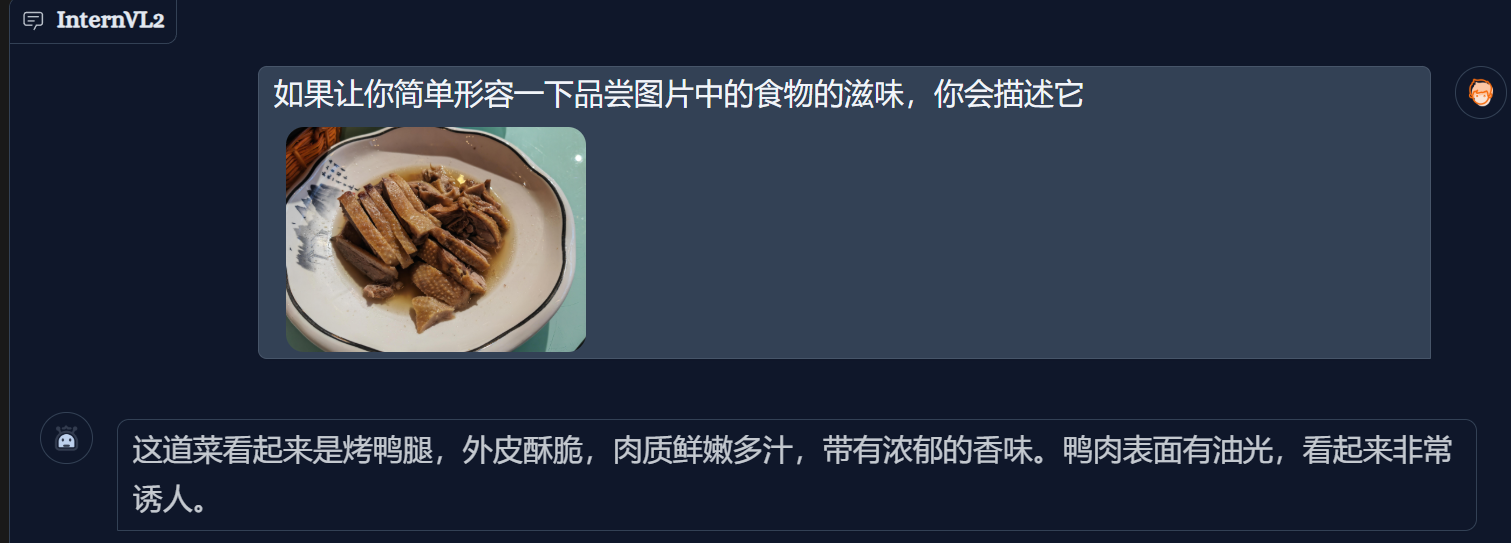 InternVL2
如果让你简单形容一下品尝图片中的食物的滋味，你会描述它
这道菜看起来是烤鸭腿，外皮酥脆，肉质鲜嫩多汁，带有浓郁的香味。鸭肉表面有油光，看起来非常
诱人。